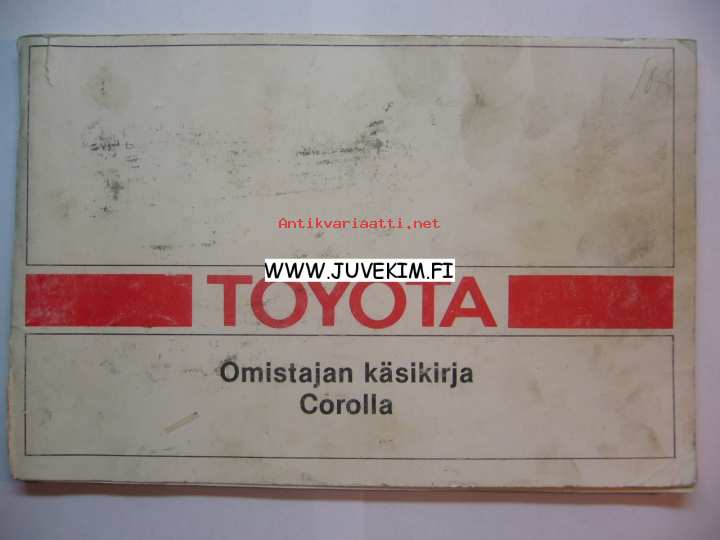 Antikvariaatti.net
WWW.JUVEKIM.FI
TOYOTA
Omistajan käsikirja
Corolla